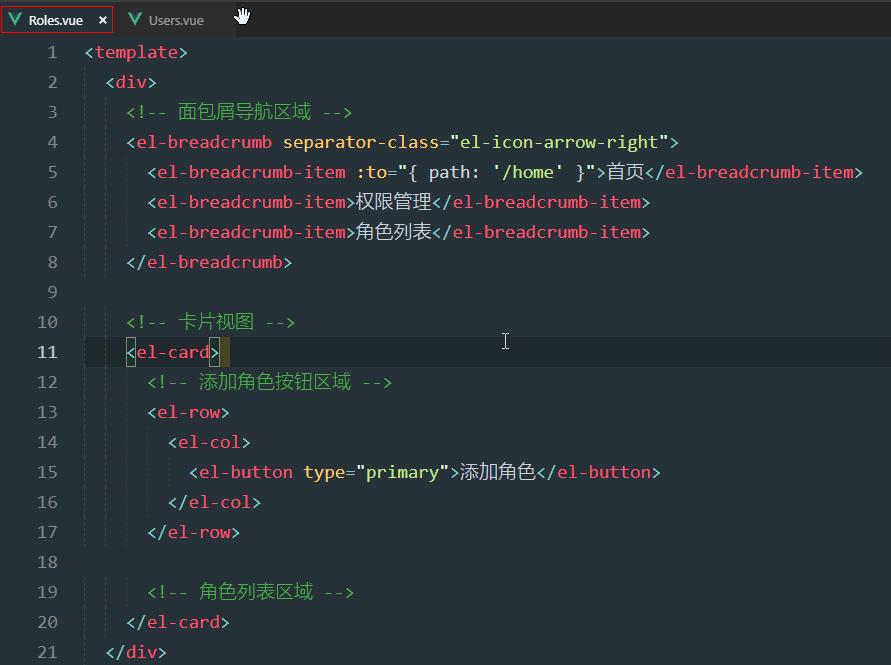 Roles.vue × Users.vue
1 <template>
2 <div>
3 <!-- 面包屑导航区域 -->
4 <el-breadcrumb separator-class="el-icon-arrow-right">
5 <el-breadcrumb-item :to="{ path: '/home' }">首页</el-breadcrumb-item>
6 <el-breadcrumb-item>权限管理</el-breadcrumb-item>
7 <el-breadcrumb-item>角色列表</el-breadcrumb-item>
8 </el-breadcrumb>
9
10 <!-- 卡片视图 -->
11 <el-card>
12 <!-- 添加角色按钮区域 -->
13 <el-row>
14 <el-col>
15 <el-button type="primary">添加角色</el-button>
16 </el-col>
17 </el-row>
18
19 <!-- 角色列表区域 -->
20 </el-card>
21 </div>